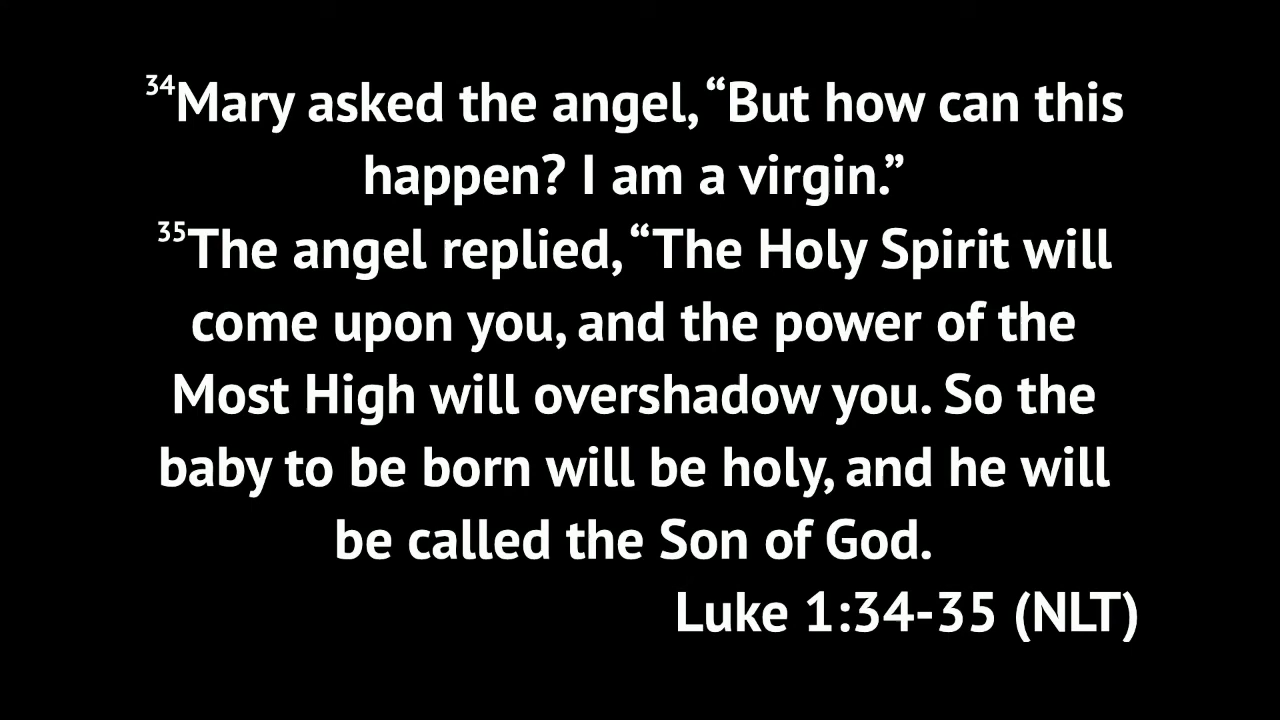 ³⁴Mary asked the angel, “But how can this
happen? I am a virgin.”
³⁵The angel replied, “The Holy Spirit will
come upon you, and the power of the
Most High will overshadow you. So the
baby to be born will be holy, and he will
be called the Son of God.
Luke 1:34-35 (NLT)